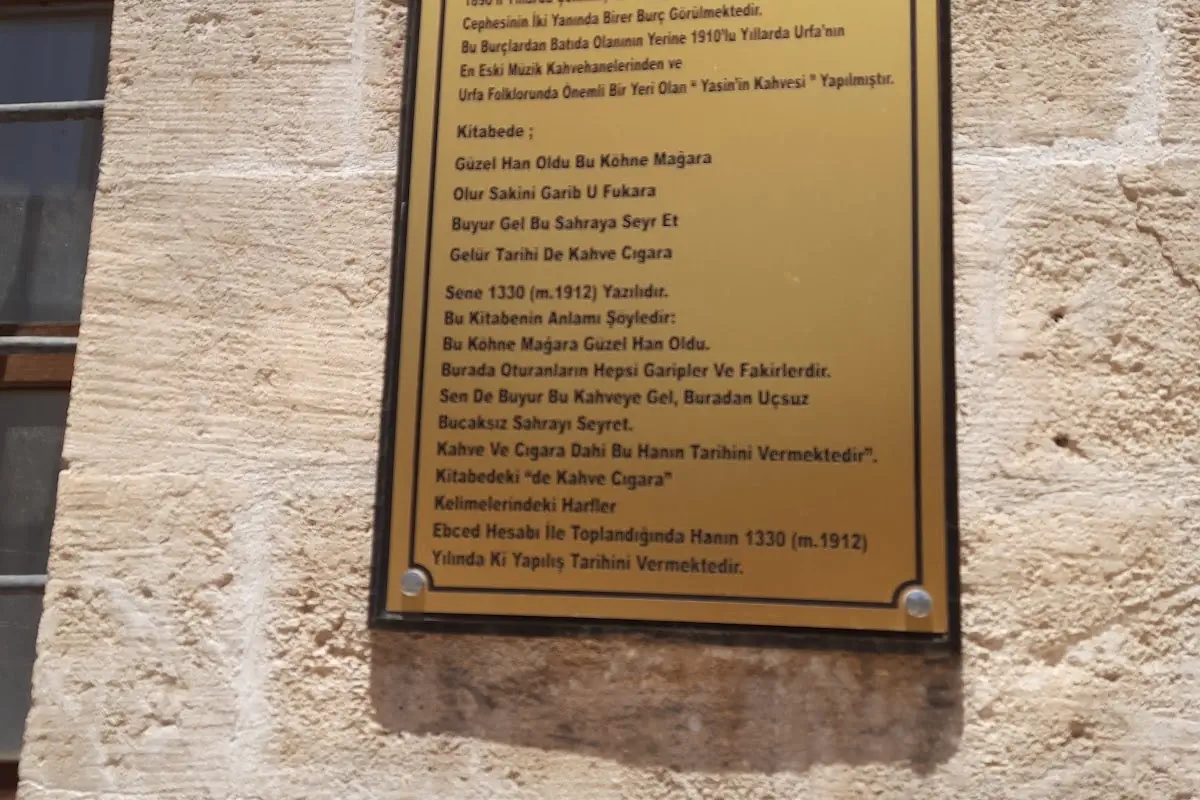 1890'lı Yıllarda
Cephesinin İki Yanında Birer Burç Görülmektedir.
Bu Burçlardan Batıda Olanının Yerine 1910'lu Yıllarda Urfa'nın
En Eski Müzik Kahvehanelerinden ve
Urfa Folklorunda Önemli Bir Yeri Olan " Yasin'in Kahvesi " Yapılmıştır.
Kitabede ;
Güzel Han Oldu Bu Köhne Mağara
Olur Sakini Garib U Fukara
Buyur Gel Bu Sahraya Seyr Et
Gelür Tarihi De Kahve Cıgara
Sene 1330 (m.1912) Yazılıdır.
Bu Kitabenin Anlamı Şöyledir:
Bu Köhne Mağara Güzel Han Oldu.
Burada Oturanların Hepsi Garipler Ve Fakirlerdir.
Sen De Buyur Bu Kahveye Gel, Buradan Uçsuz
Bucaksız Sahrayı Seyret.
Kahve Ve Cıgara Dahi Bu Hanın Tarihini Vermektedir".
Kitabedeki "de Kahve Cıgara"
Kelimelerindeki Harfler
Ebced Hesabı İle Toplandığında Hanın 1330 (m.1912)
Yılında Ki Yapılış Tarihini Vermektedir.